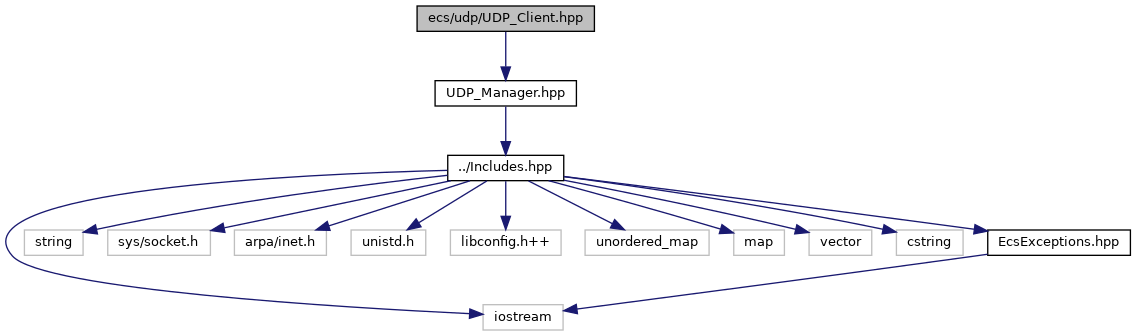 ecs/udp/UDP_Client.hpp
UDP_Manager.hpp
../Includes.hpp
string
sys/socket.h
arpa/inet.h
unistd.h
libconfig.h++
unordered_map
map
vector
cstring
EcsExceptions.hpp
iostream